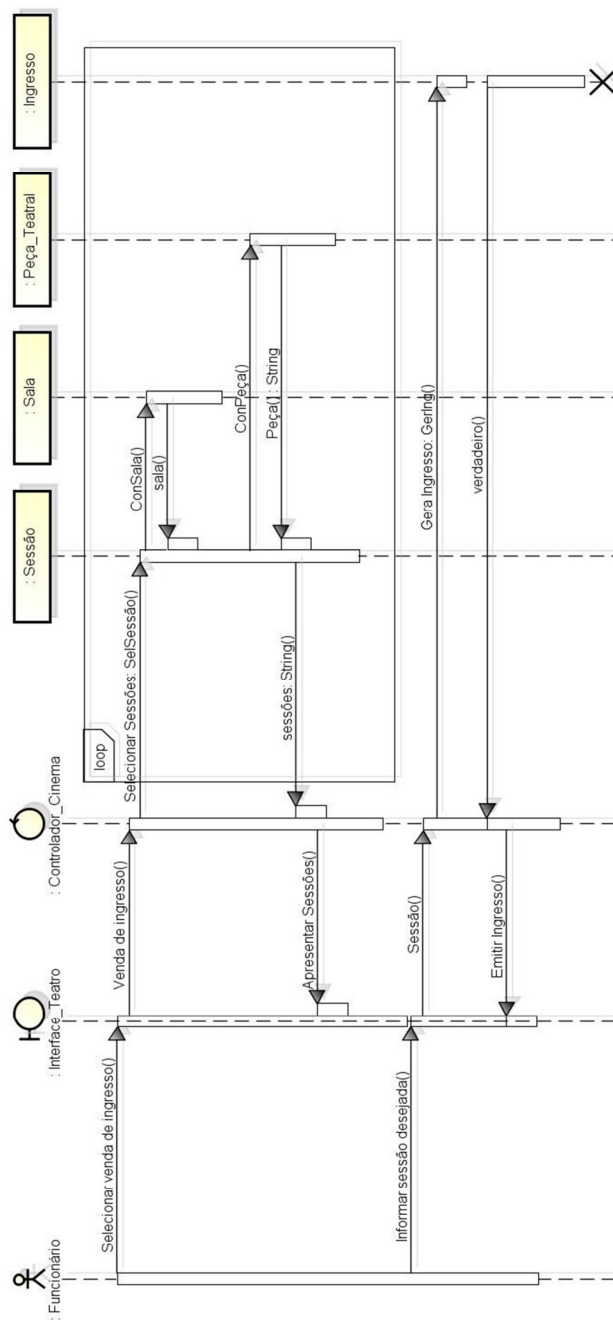 : Funcionário
: Interface_Teatro
: Controlador_Cinema
: Sessão
: Sala
: Peça_Teatral
: Ingresso
loop
Selecionar venda de ingresso()
Venda de ingresso()
Selecionar Sessões: SelSessão()
ConSala()
sala()
ConPeça()
Peça() : String
sessões: String()
Apresentar Sessões()
Informar sessão desejada()
Sessão()
Gera Ingresso: GerIng()
verdadeiro()
Emitir Ingresso()